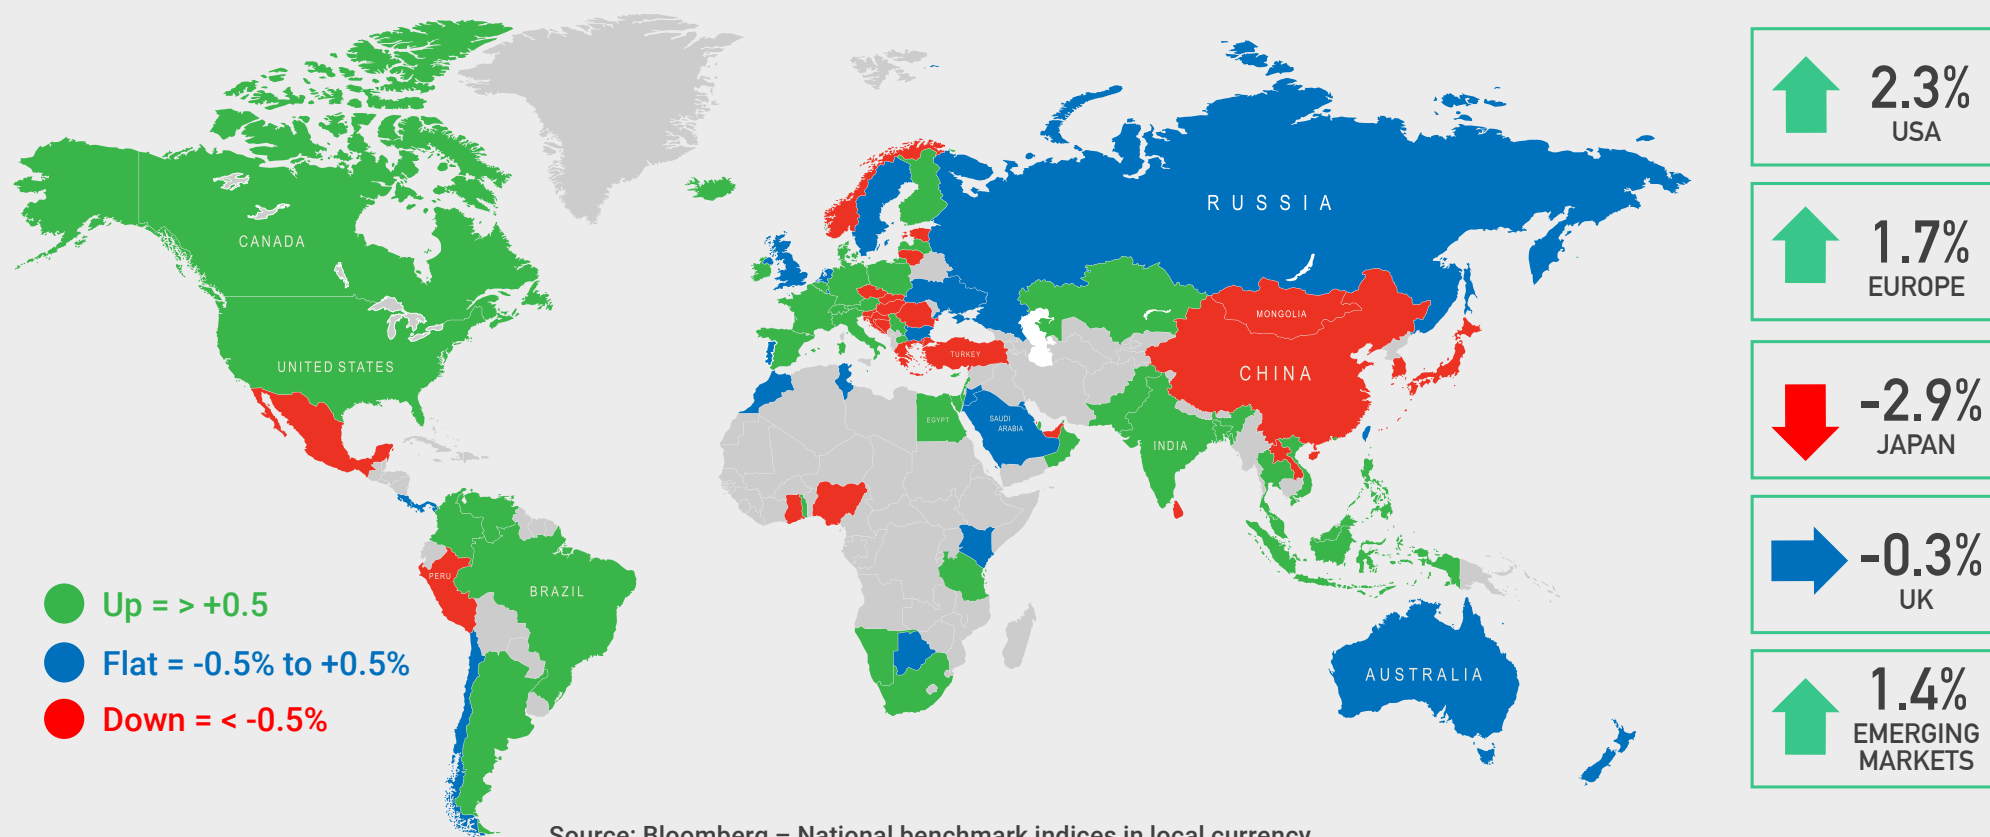 RUSSIA
CANADA
MONGOLIA
TURKEY
UNITED STATES
CHINA
EGYPT
SAUDI
ARABIA
INDIA
PERU
BRAZIL
AUSTRALIA
Up = > +0.5
Flat = -0.5% to +0.5%
Down = < -0.5%
2.3%
USA
1.7%
EUROPE
-2.9%
JAPAN
-0.3%
UK
1.4%
EMERGING
MARKETS
Source: Bloomberg – National benchmark indices in local currency